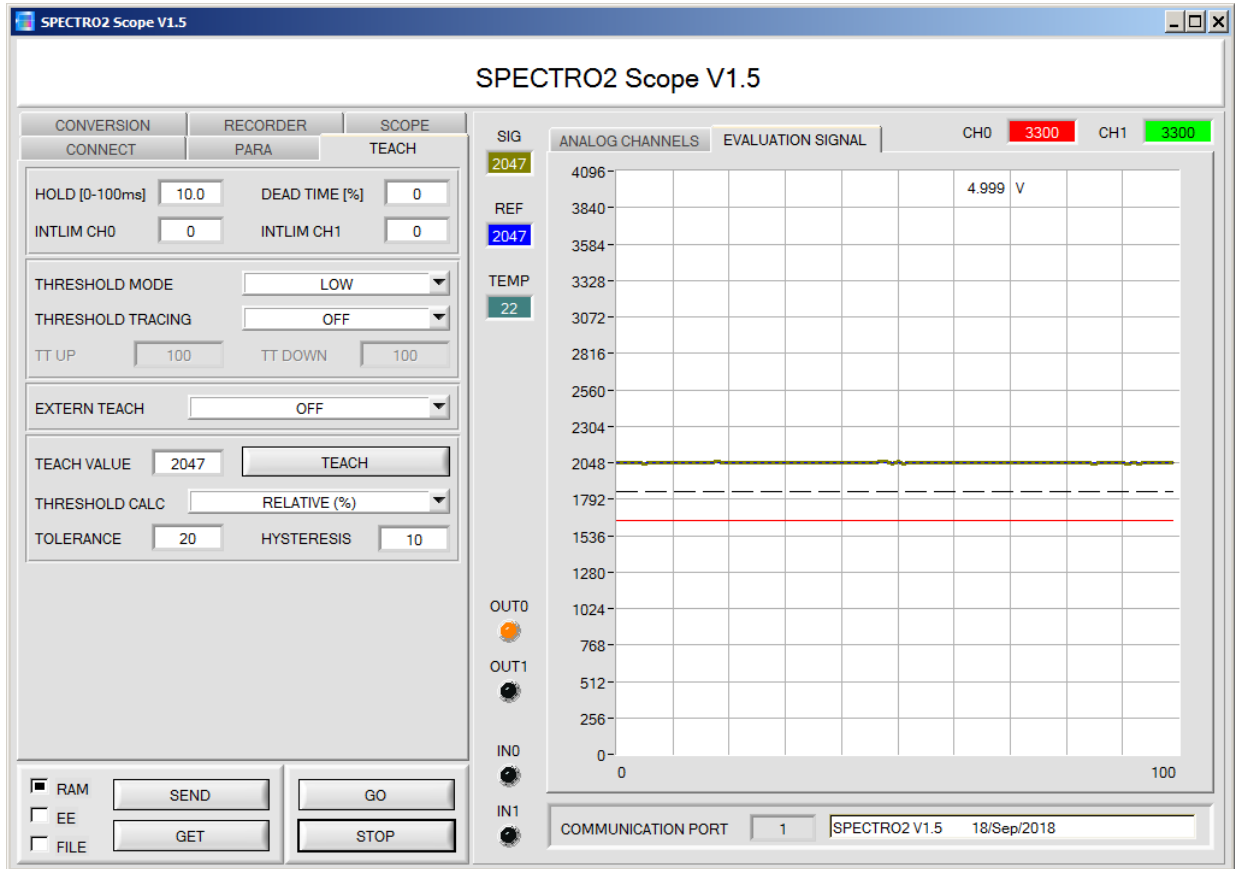 SPECTRO2 Scope V1.5
SPECTRO2 Scope V1.5
CONVERSION RECORDER SCOPE
CONNECT PARA TEACH
HOLD [0-100ms] 10.0 DEAD TIME [%] 0
INTLIM CH0 0 INTLIM CH1 0
THRESHOLD MODE LOW
THRESHOLD TRACING OFF
TT UP 100 TT DOWN 100
EXTERN TEACH OFF
TEACH VALUE 2047 TEACH
THRESHOLD CALC RELATIVE (%)
TOLERANCE 20 HYSTERESIS 10
RAM
EE
FILE
SEND
GET
GO
STOP
SIG
2047
REF
2047
TEMP
22
OUT0
OUT1
IN0
IN1
ANALOG CHANNELS EVALUATION SIGNAL CH0 3300 CH1 3300
4.999 V
4096
3840
3584
3328
3072
2816
2560
2304
2048
1792
1536
1280
1024
768
512
256
0
0 100
COMMUNICATION PORT 1 SPECTRO2 V1.5 18/Sep/2018